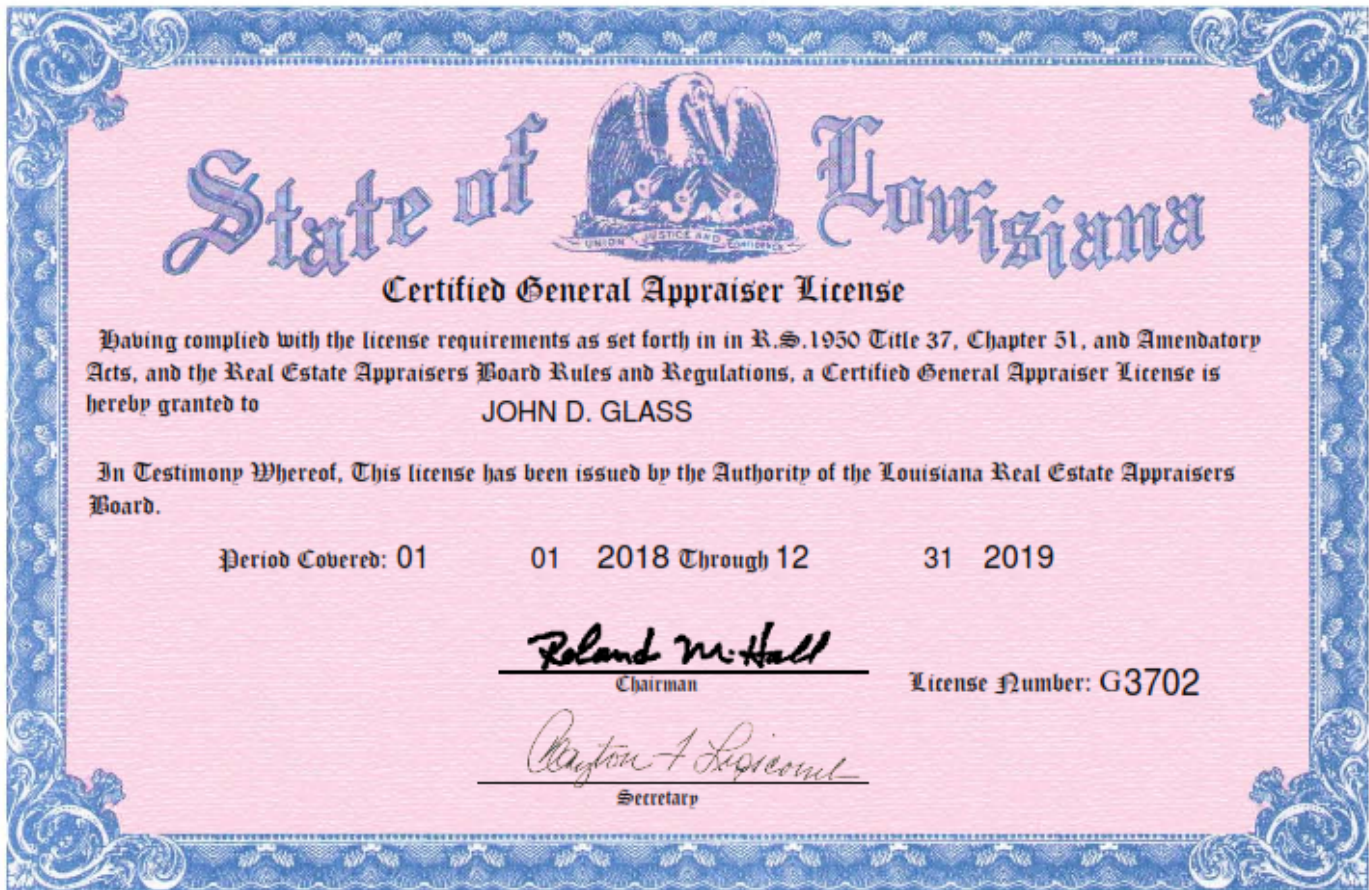 State of Louisiana
UNION JUSTICE AND CONFIDENCE
Certified General Appraiser License
Having complied with the license requirements as set forth in in R.S.1950 Title 37, Chapter 51, and Amendatory
Acts, and the Real Estate Appraisers Board Rules and Regulations, a Certified General Appraiser License is
hereby granted to JOHN D. GLASS
In Testimony Whereof, This license has been issued by the Authority of the Louisiana Real Estate Appraisers
Board.
Period Covered: 01 01 2018 Through 12 31 2019
Roland M. Hall
Chairman License Number: G3702
Clayton F Lipscomb
Secretary